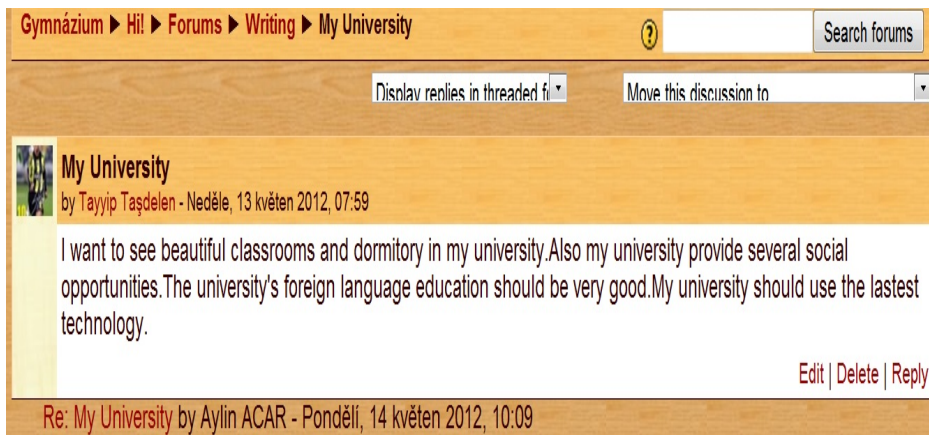 Gymnázium ▶ Hi! ▶ Forums ▶ Writing ▶ My University
Search forums
Display replies in threaded f
Move this discussion to
My University
by Tayyip Taşdelen - Neděle, 13 květen 2012, 07:59
I want to see beautiful classrooms and dormitory in my university.Also my university provide several social
opportunities.The university's foreign language education should be very good.My university should use the lastest
technology.
Edit | Delete | Reply
Re: My University by Aylin ACAR - Pondělí, 14 květen 2012, 10:09